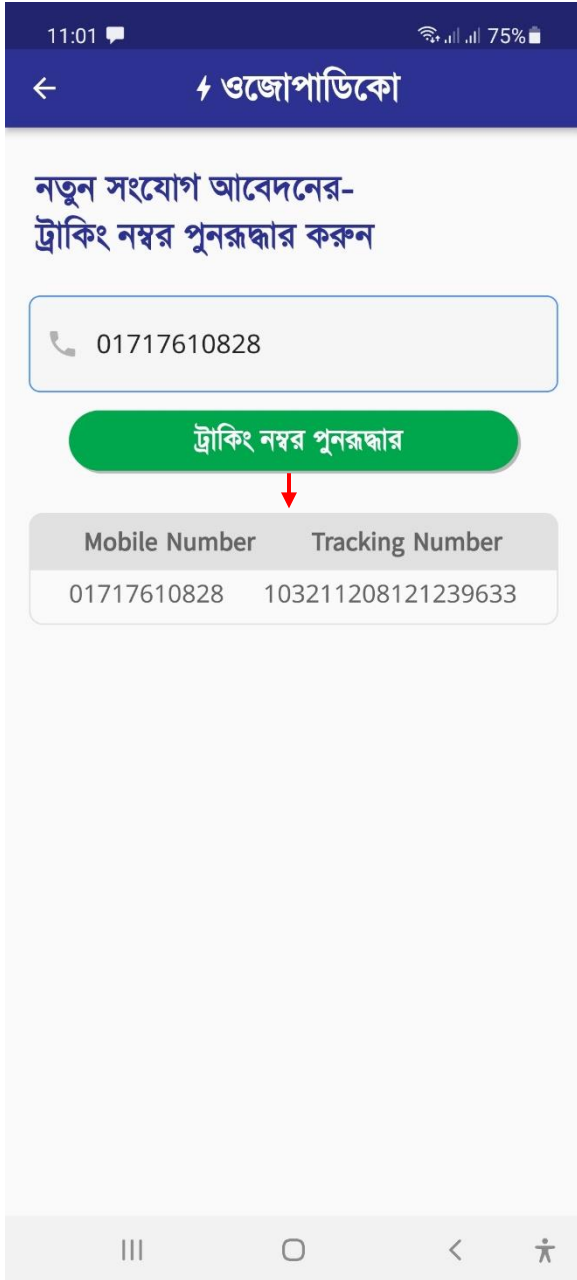 11:01 75%
ওজোপাডিকো
নতুন সংযোগ আবেদনের-
ট্রাকিং নম্বর পুনরূদ্ধার করুন
01717610828
ট্রাকিং নম্বর পুনরূদ্ধার
Mobile Number Tracking Number
01717610828 103211208121239633